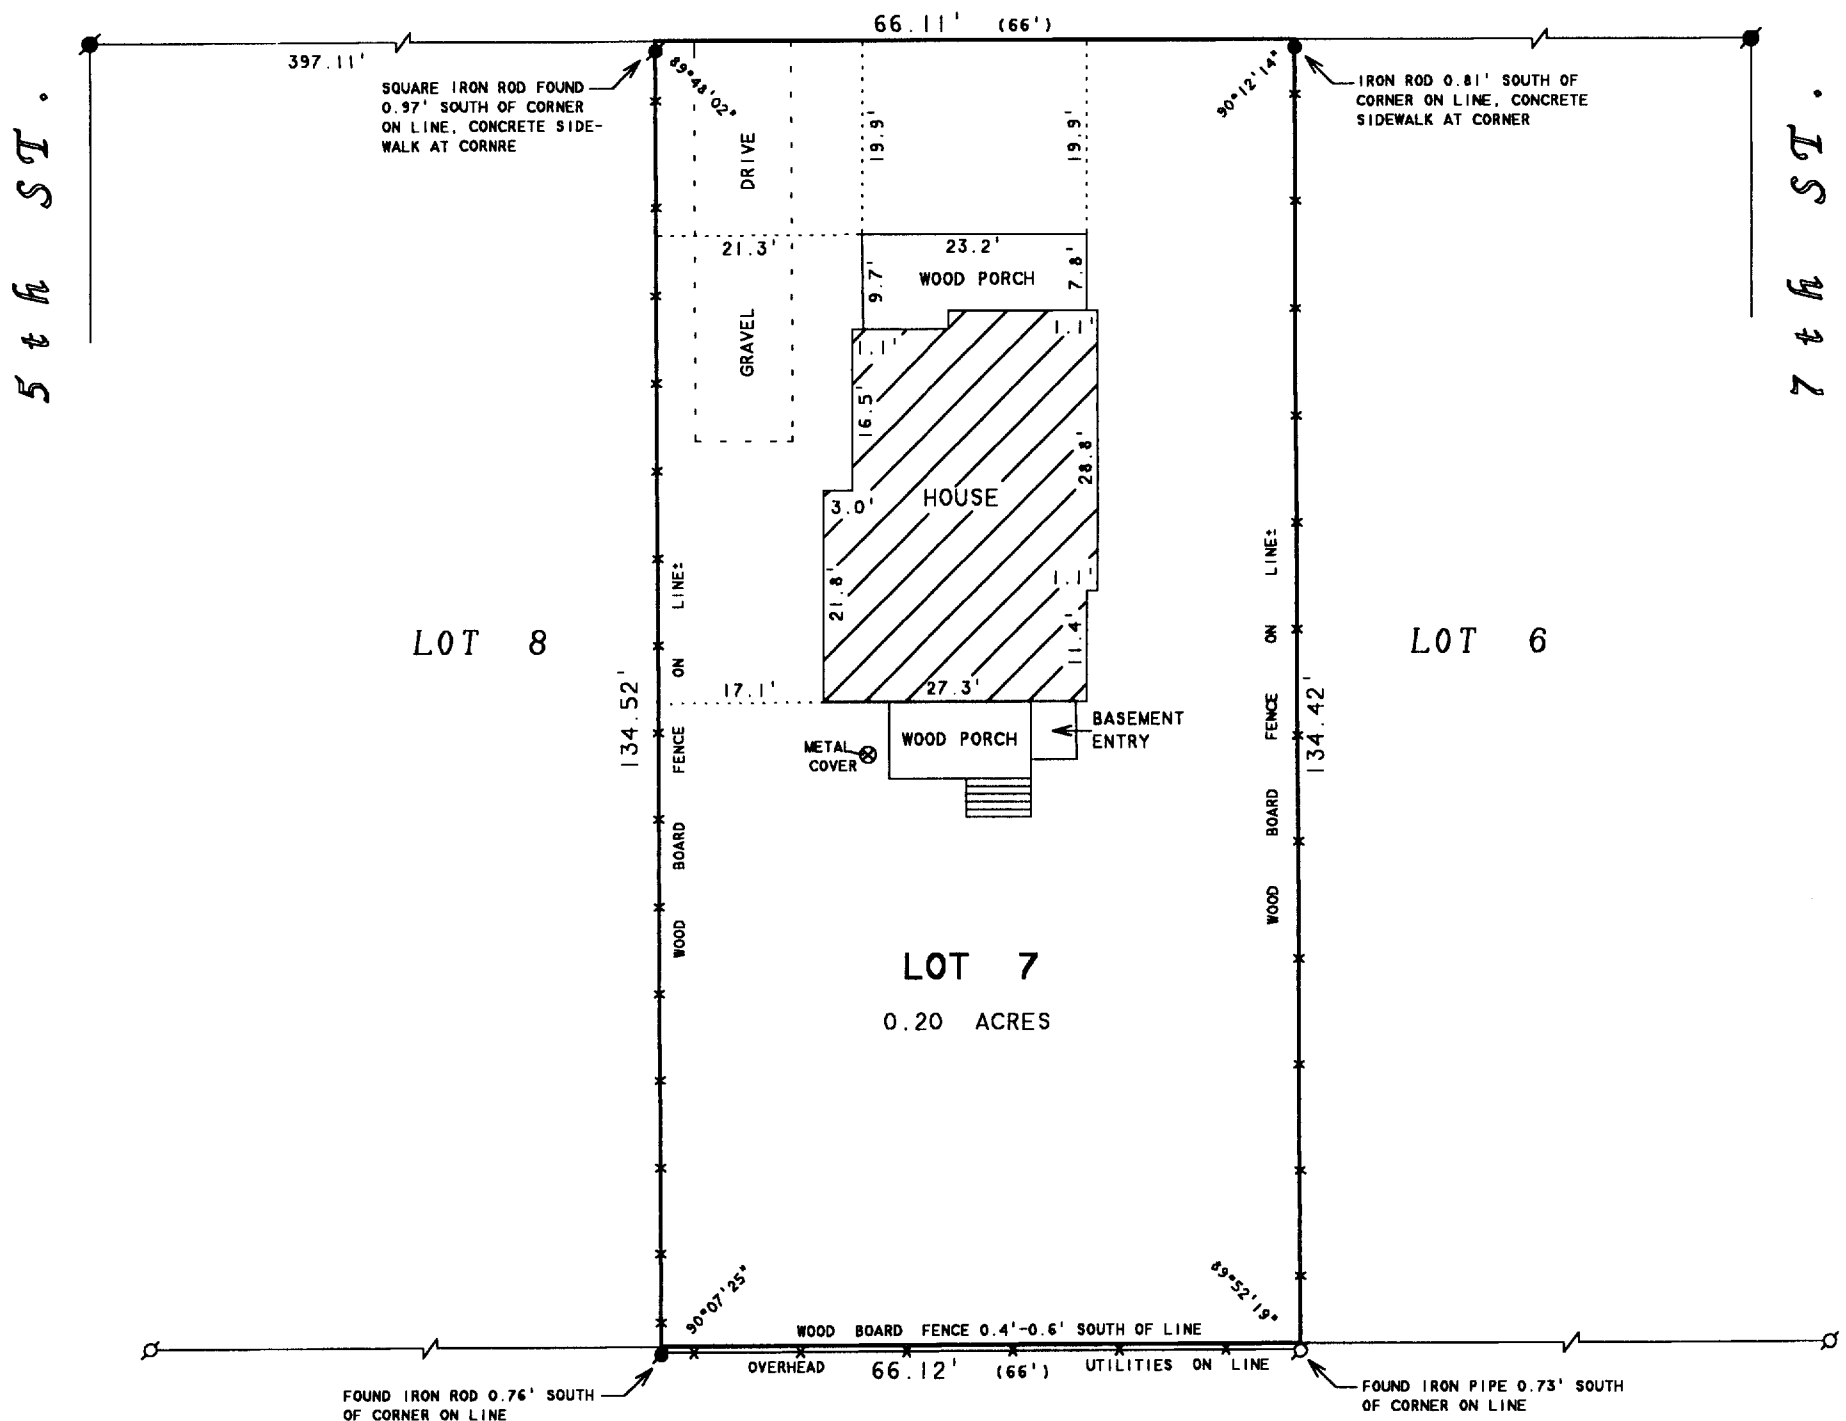 66.11' (66')
397.11'
SQUARE IRON ROD FOUND
0.97' SOUTH OF CORNER
ON LINE, CONCRETE SIDE-
WALK AT CORNRE
89°48'02"
90°12'14"
IRON ROD 0.81' SOUTH OF
CORNER ON LINE, CONCRETE
SIDEWALK AT CORNER
5th ST.
7th ST.
GRAVEL DRIVE
19.9'
19.9'
21.3'
23.2'
9.7'
WOOD PORCH
7.8'
1.1'
1.1'
16.5'
28.8'
HOUSE
3.0'
21.8'
1.1'
11.4'
LOT 8
LOT 6
134.52'
WOOD BOARD FENCE ON LINE±
17.1'
27.3'
WOOD BOARD FENCE ON LINE±
134.42'
METAL
COVER
WOOD PORCH
BASEMENT
ENTRY
LOT 7
0.20 ACRES
90°07'25"
89°52'19"
WOOD BOARD FENCE 0.4'-0.6' SOUTH OF LINE
OVERHEAD 66.12' (66') UTILITIES ON LINE
FOUND IRON ROD 0.76' SOUTH
OF CORNER ON LINE
FOUND IRON PIPE 0.73' SOUTH
OF CORNER ON LINE